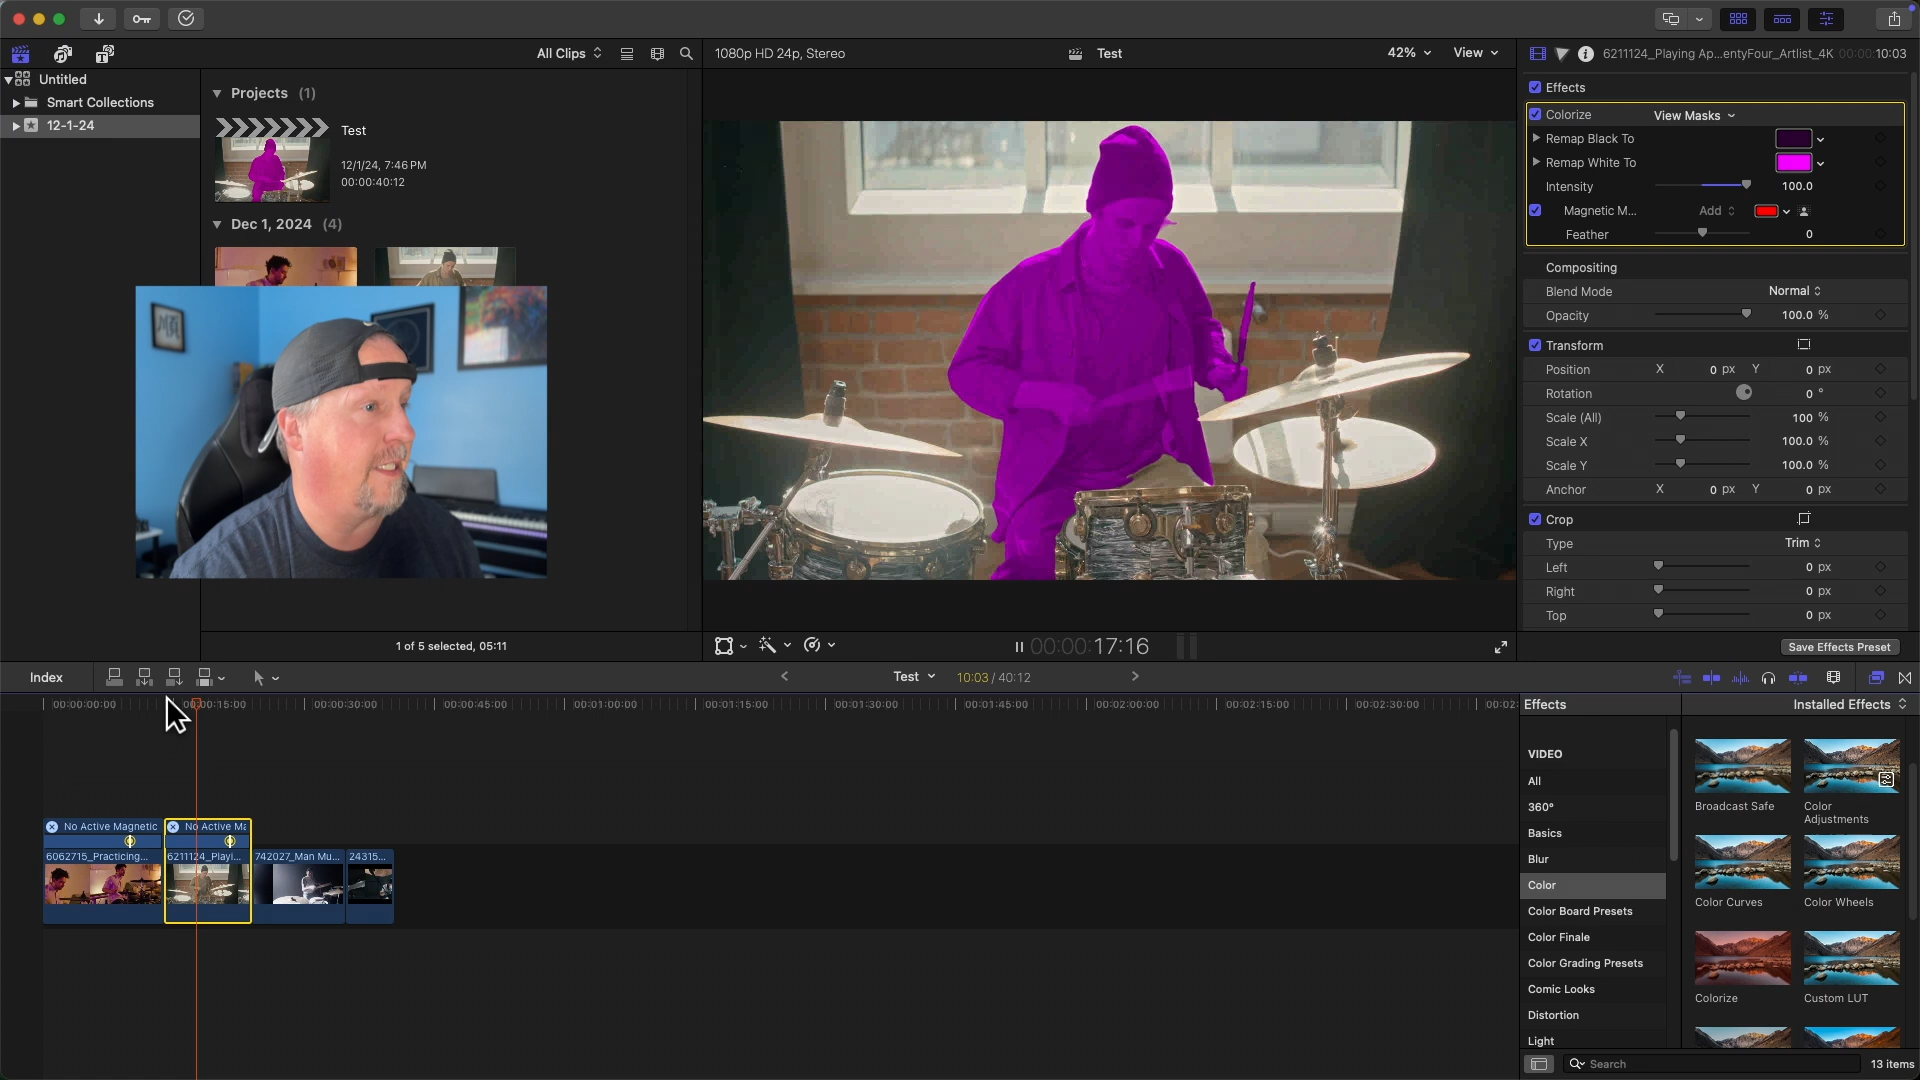 All Clips
1080p HD 24p, Stereo
Test
42%
View
6211124_Playing Ap...entyFour_Artlist_4K
00:00:10:03
Untitled
Smart Collections
12-1-24
Projects (1)
Test
12/1/24, 7:46 PM
00:00:40:12
Dec 1, 2024 (4)
1 of 5 selected, 05:11
00:00:17:16
Effects
Colorize
View Masks
Remap Black To
Remap White To
Intensity 100.0
Magnetic M... Add
Feather 0
Compositing
Blend Mode Normal
Opacity 100.0 %
Transform
Position X 0 px Y 0 px
Rotation 0 °
Scale (All) 100 %
Scale X 100.0 %
Scale Y 100.0 %
Anchor X 0 px Y 0 px
Crop
Type Trim
Left 0 px
Right 0 px
Top 0 px
Save Effects Preset
Index
Test
10:03 / 40:12
00:00:00:00
00:00:15:00
00:00:30:00
00:00:45:00
00:01:00:00
00:01:15:00
00:01:30:00
00:01:45:00
00:02:00:00
00:02:15:00
00:02:30:00
00:02:
No Active Magnetic
No Active Ma
6062715_Practicing...
6211124_Playi...
742027_Man Mu...
24315...
Effects
Installed Effects
VIDEO
All
360°
Basics
Blur
Color
Color Board Presets
Color Finale
Color Grading Presets
Comic Looks
Distortion
Light
Broadcast Safe
Color
Adjustments
Color Curves
Color Wheels
Colorize
Custom LUT
Search
13 items